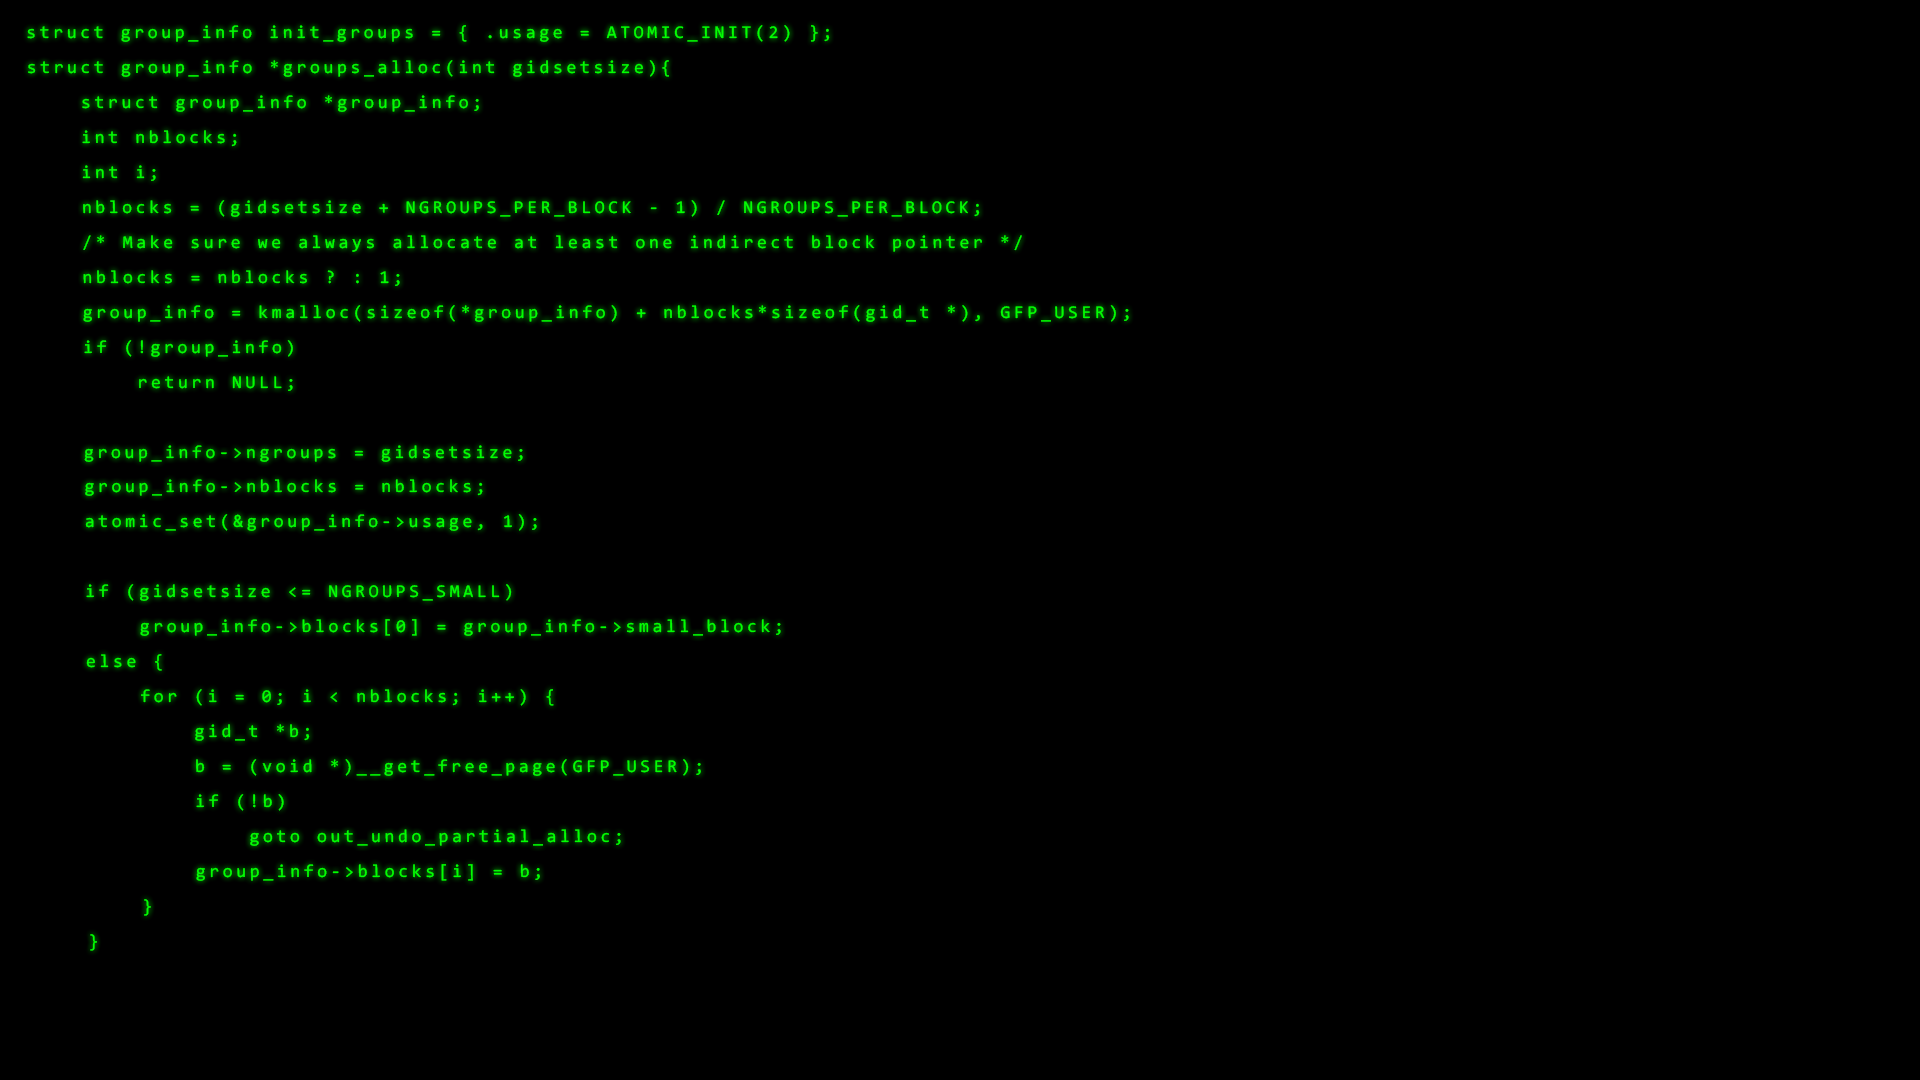 struct group_info init_groups = { .usage = ATOMIC_INIT(2) };
struct group_info *groups_alloc(int gidsetsize){
    struct group_info *group_info;
    int nblocks;
    int i;
    nblocks = (gidsetsize + NGROUPS_PER_BLOCK - 1) / NGROUPS_PER_BLOCK;
    /* Make sure we always allocate at least one indirect block pointer */
    nblocks = nblocks ? : 1;
    group_info = kmalloc(sizeof(*group_info) + nblocks*sizeof(gid_t *), GFP_USER);
    if (!group_info)
        return NULL;

    group_info->ngroups = gidsetsize;
    group_info->nblocks = nblocks;
    atomic_set(&group_info->usage, 1);

    if (gidsetsize <= NGROUPS_SMALL)
        group_info->blocks[0] = group_info->small_block;
    else {
        for (i = 0; i < nblocks; i++) {
            gid_t *b;
            b = (void *)__get_free_page(GFP_USER);
            if (!b)
                goto out_undo_partial_alloc;
            group_info->blocks[i] = b;
        }
    }